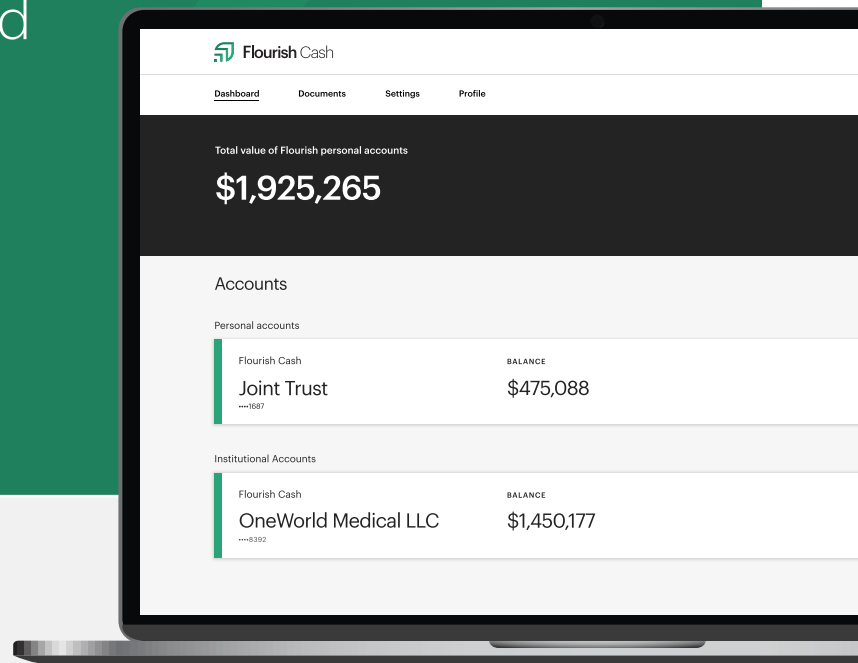 d
Flourish Cash
Dashboard Documents Settings Profile
Total value of Flourish personal accounts
$1,925,265
Accounts
Personal accounts
Flourish Cash BALANCE
Joint Trust $475,088
••••1687
Institutional Accounts
Flourish Cash BALANCE
OneWorld Medical LLC $1,450,177
••••8392